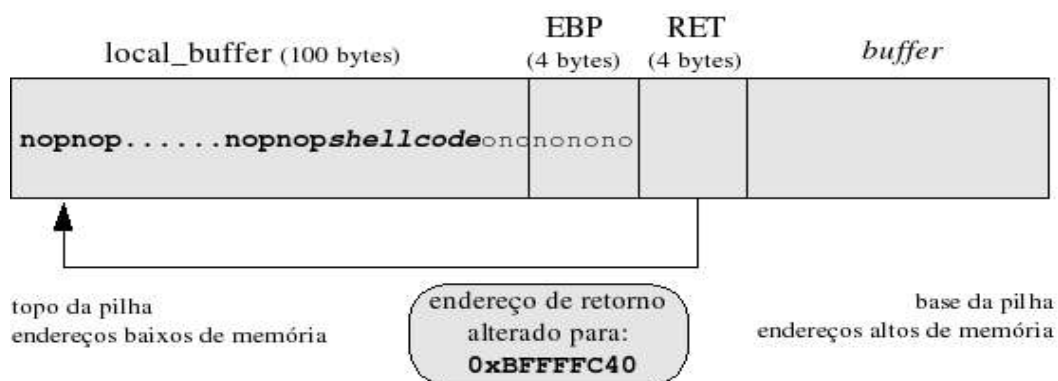 local_buffer (100 bytes)
EBP
(4 bytes)
RET
(4 bytes)
buffer
nopnop......nopnopshellcodeononononono
topo da pilha
endereços baixos de memória
endereço de retorno
alterado para:
0xBFFFFC40
base da pilha
endereços altos de memória